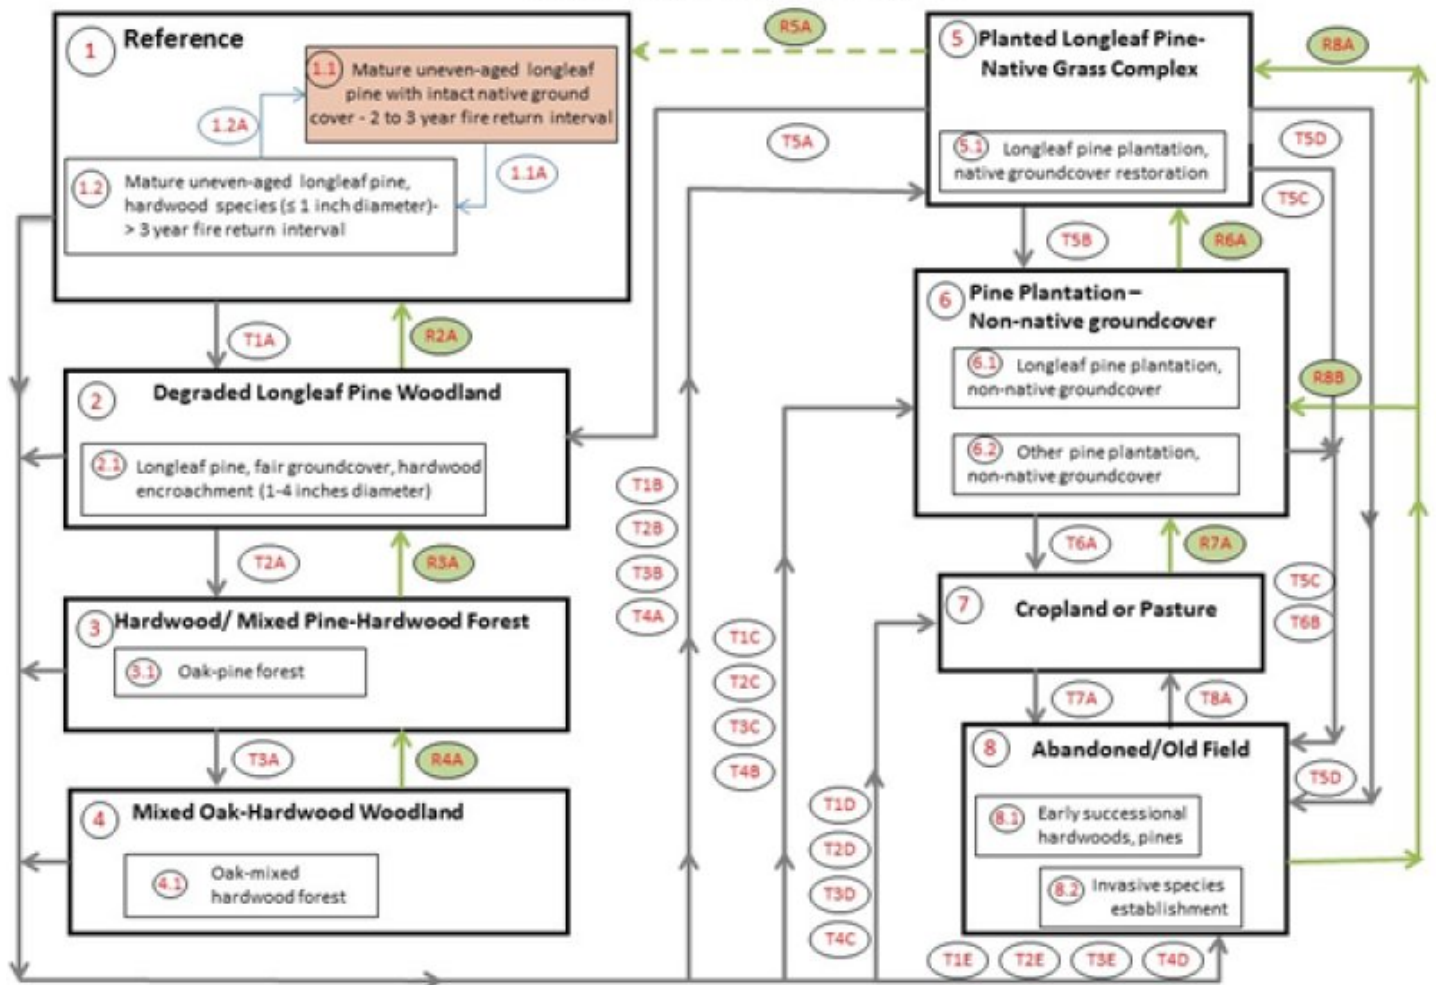 1
Reference
1.1
Mature uneven-aged longleaf
pine with intact native ground
cover - 2 to 3 year fire return interval
1.2A
1.1A
1.2
Mature uneven-aged longleaf pine,
hardwood species (≤ 1 inch diameter)-
> 3 year fire return interval
T1A
R2A
2
Degraded Longleaf Pine Woodland
2.1
Longleaf pine, fair groundcover, hardwood
encroachment (1-4 inches diameter)
T2A
R3A
3
Hardwood/ Mixed Pine-Hardwood Forest
3.1
Oak-pine forest
T3A
R4A
4
Mixed Oak-Hardwood Woodland
4.1
Oak-mixed
hardwood forest
R5A
T5A
T1B
T2B
T3B
T4A
T1C
T2C
T3C
T4B
T1D
T2D
T3D
T4C
5
Planted Longleaf Pine-
Native Grass Complex
5.1
Longleaf pine plantation,
native groundcover restoration
R8A
T5D
T5C
T5B
R6A
6
Pine Plantation –
Non-native groundcover
6.1
Longleaf pine plantation,
non-native groundcover
6.2
Other pine plantation,
non-native groundcover
R8B
T6A
R7A
7
Cropland or Pasture
T5C
T6B
T7A
T8A
8
Abandoned/Old Field
T5D
8.1
Early successional
hardwoods, pines
8.2
Invasive species
establishment
T1E
T2E
T3E
T4D